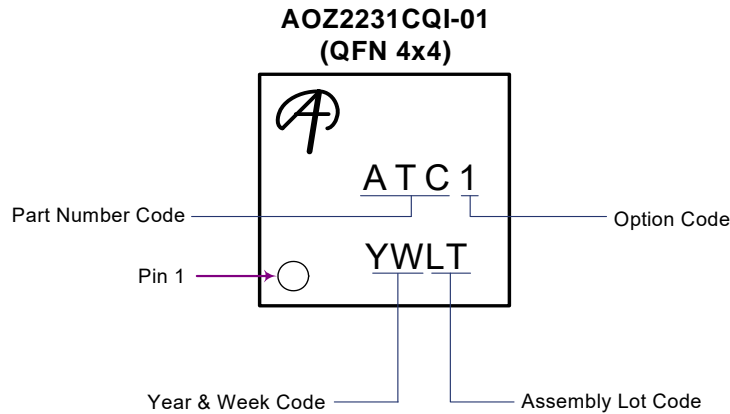 AOZ2231CQI-01
(QFN 4x4)
ATC1
Part Number Code
Option Code
YWLT
Pin 1
Year & Week Code
Assembly Lot Code